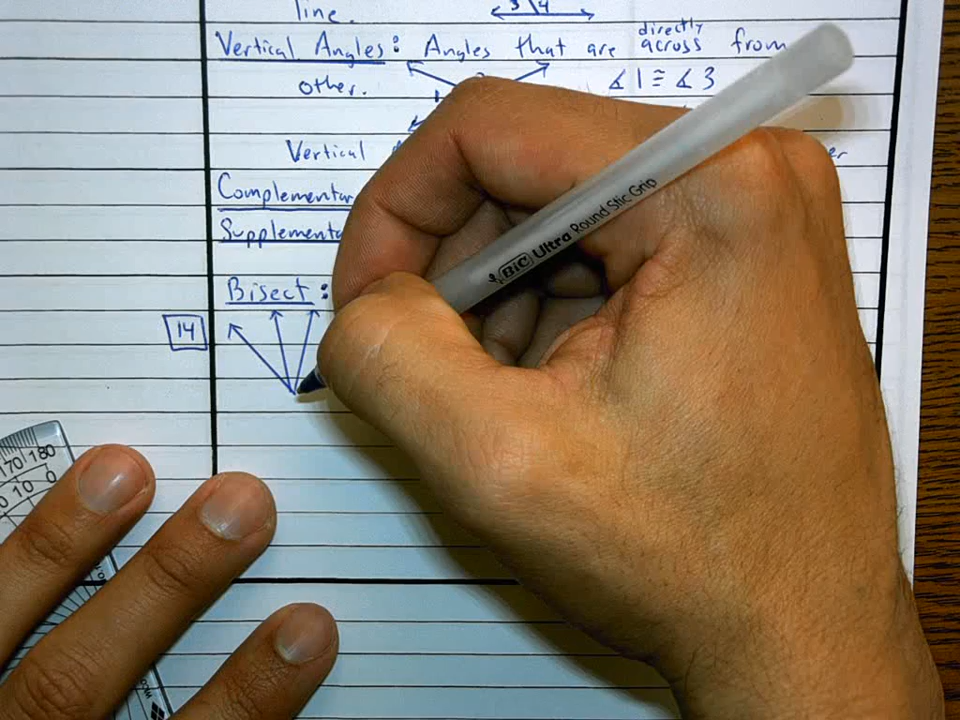 line. 3 4
Vertical Angles: Angles that are directly across from
other. ∡1 ≅ ∡3
Vertical
Complementar
Supplementa
Bisect:
14
BIC Ultra Round Stic Grip
170 180
10 0